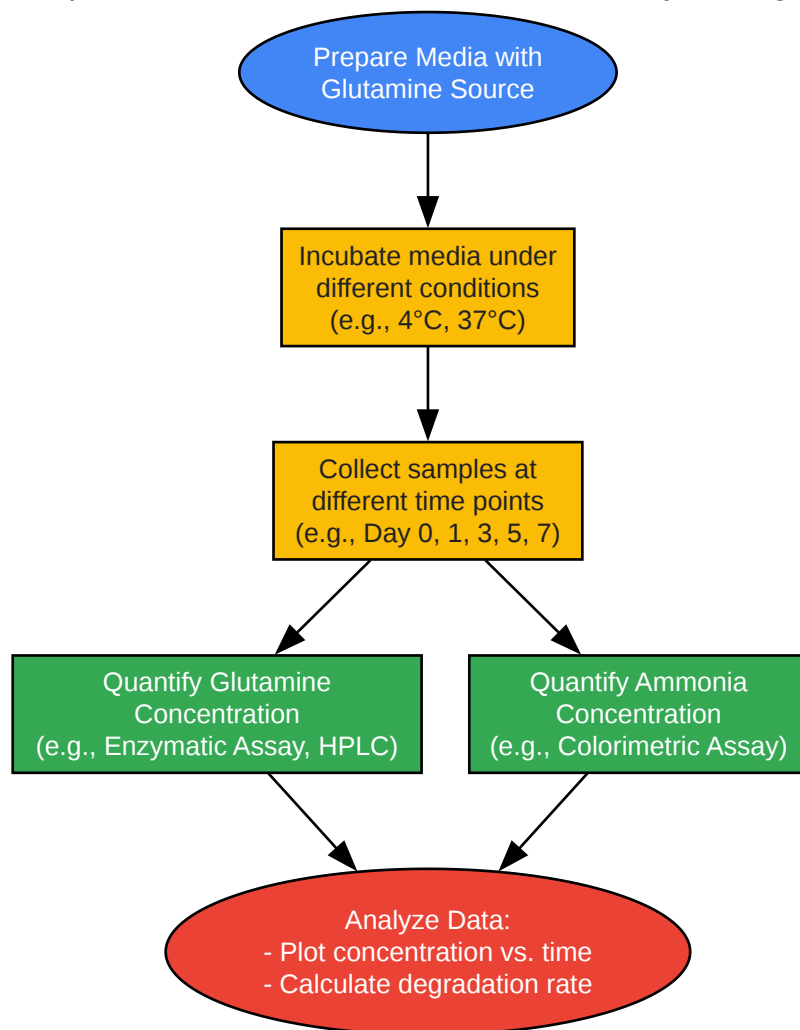 Prepare Media with
Glutamine Source
Incubate media under
different conditions
(e.g., 4°C, 37°C)
Collect samples at
different time points
(e.g., Day 0, 1, 3, 5, 7)
Quantify Glutamine
Concentration
(e.g., Enzymatic Assay, HPLC)
Quantify Ammonia
Concentration
(e.g., Colorimetric Assay)
Analyze Data:
- Plot concentration vs. time
- Calculate degradation rate